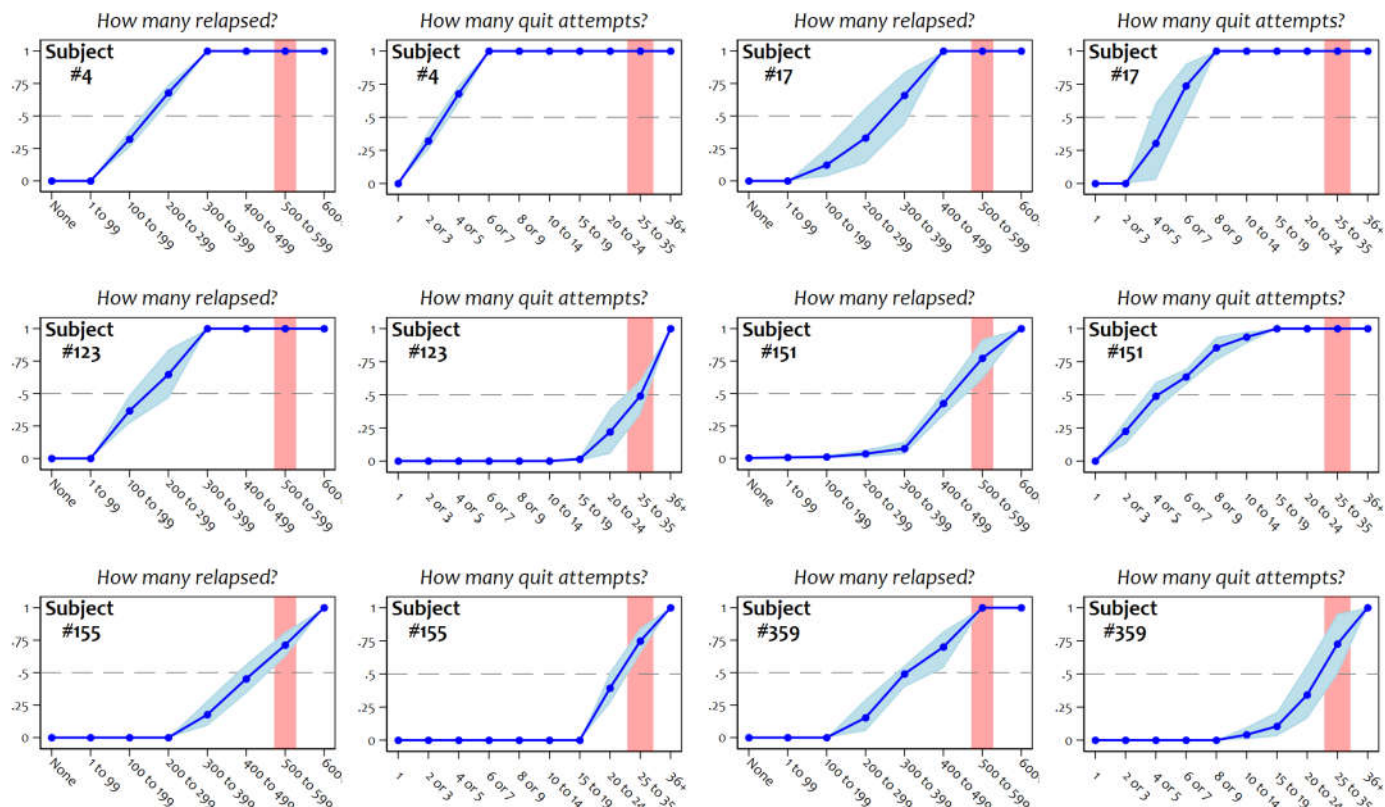 How many relapsed?
Subject
#4
1
.75
.5
.25
0
None
1 to 99
100 to 199
200 to 299
300 to 399
400 to 499
500 to 599
600
How many quit attempts?
Subject
#4
1
.75
.5
.25
0
1
2 or 3
4 or 5
6 or 7
8 or 9
10 to 14
15 to 19
20 to 24
25 to 35
36+
How many relapsed?
Subject
#17
1
.75
.5
.25
0
None
1 to 99
100 to 199
200 to 299
300 to 399
400 to 499
500 to 599
600
How many quit attempts?
Subject
#17
1
.75
.5
.25
0
1
2 or 3
4 or 5
6 or 7
8 or 9
10 to 14
15 to 19
20 to 24
25 to 35
36+
How many relapsed?
Subject
#123
1
.75
.5
.25
0
None
1 to 99
100 to 199
200 to 299
300 to 399
400 to 499
500 to 599
600
How many quit attempts?
Subject
#123
1
.75
.5
.25
0
1
2 or 3
4 or 5
6 or 7
8 or 9
10 to 14
15 to 19
20 to 24
25 to 35
36+
How many relapsed?
Subject
#151
1
.75
.5
.25
0
None
1 to 99
100 to 199
200 to 299
300 to 399
400 to 499
500 to 599
600
How many quit attempts?
Subject
#151
1
.75
.5
.25
0
1
2 or 3
4 or 5
6 or 7
8 or 9
10 to 14
15 to 19
20 to 24
25 to 35
36+
How many relapsed?
Subject
#155
1
.75
.5
.25
0
None
1 to 99
100 to 199
200 to 299
300 to 399
400 to 499
500 to 599
600
How many quit attempts?
Subject
#155
1
.75
.5
.25
0
1
2 or 3
4 or 5
6 or 7
8 or 9
10 to 14
15 to 19
20 to 24
25 to 35
36+
How many relapsed?
Subject
#359
1
.75
.5
.25
0
None
1 to 99
100 to 199
200 to 299
300 to 399
400 to 499
500 to 599
600
How many quit attempts?
Subject
#359
1
.75
.5
.25
0
1
2 or 3
4 or 5
6 or 7
8 or 9
10 to 14
15 to 19
20 to 24
25 to 35
36+